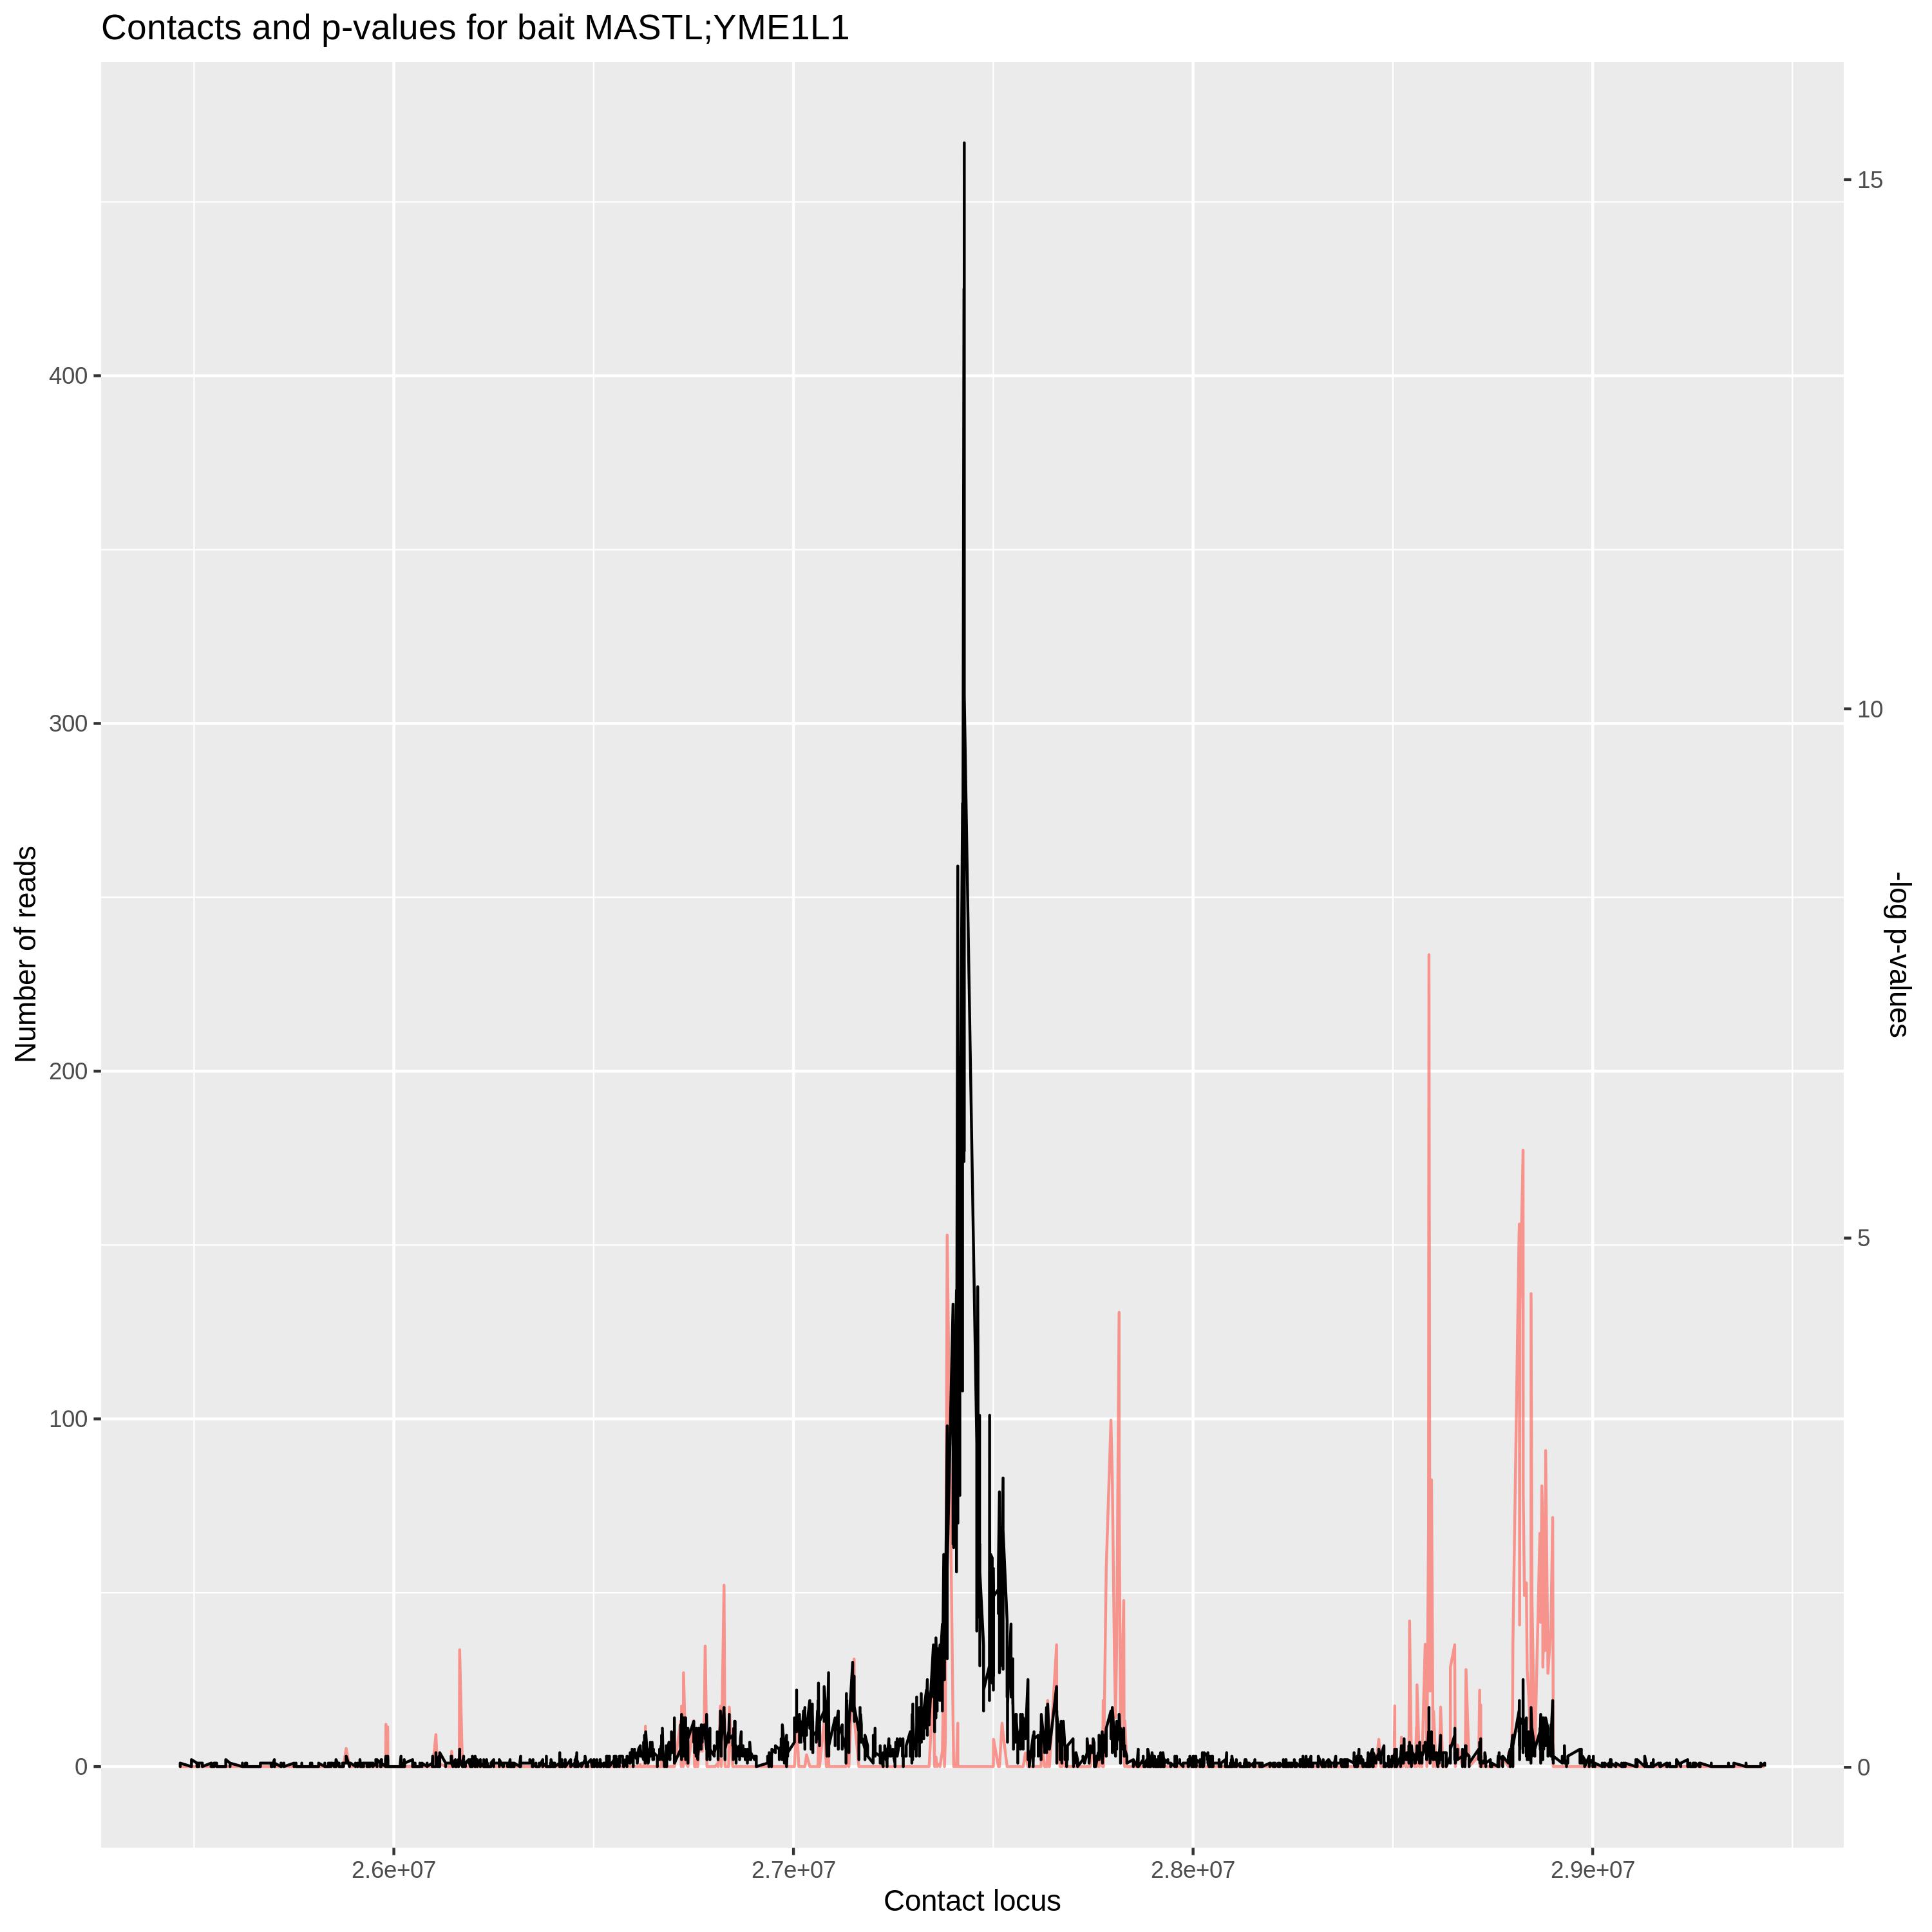 Contacts and p-values for bait MASTL;YME1L1
Number of reads
400
300
200
100
0
15
10
5
0
-log p-values
2.6e+07
2.7e+07
2.8e+07
2.9e+07
Contact locus